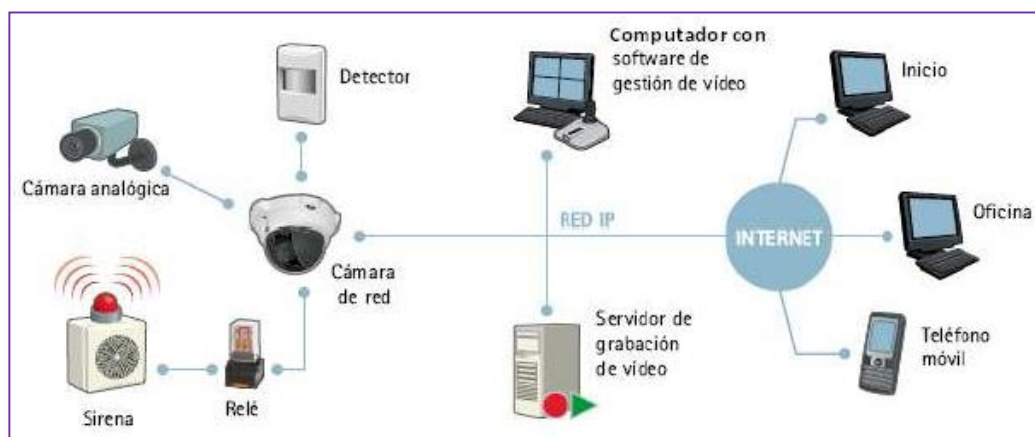 Detector
Cámara analógica
Cámara
de red
Sirena
Relé
Computador con
software de
gestión de vídeo
RED IP
Servidor de
grabación
de vídeo
INTERNET
Inicio
Oficina
Teléfono
móvil